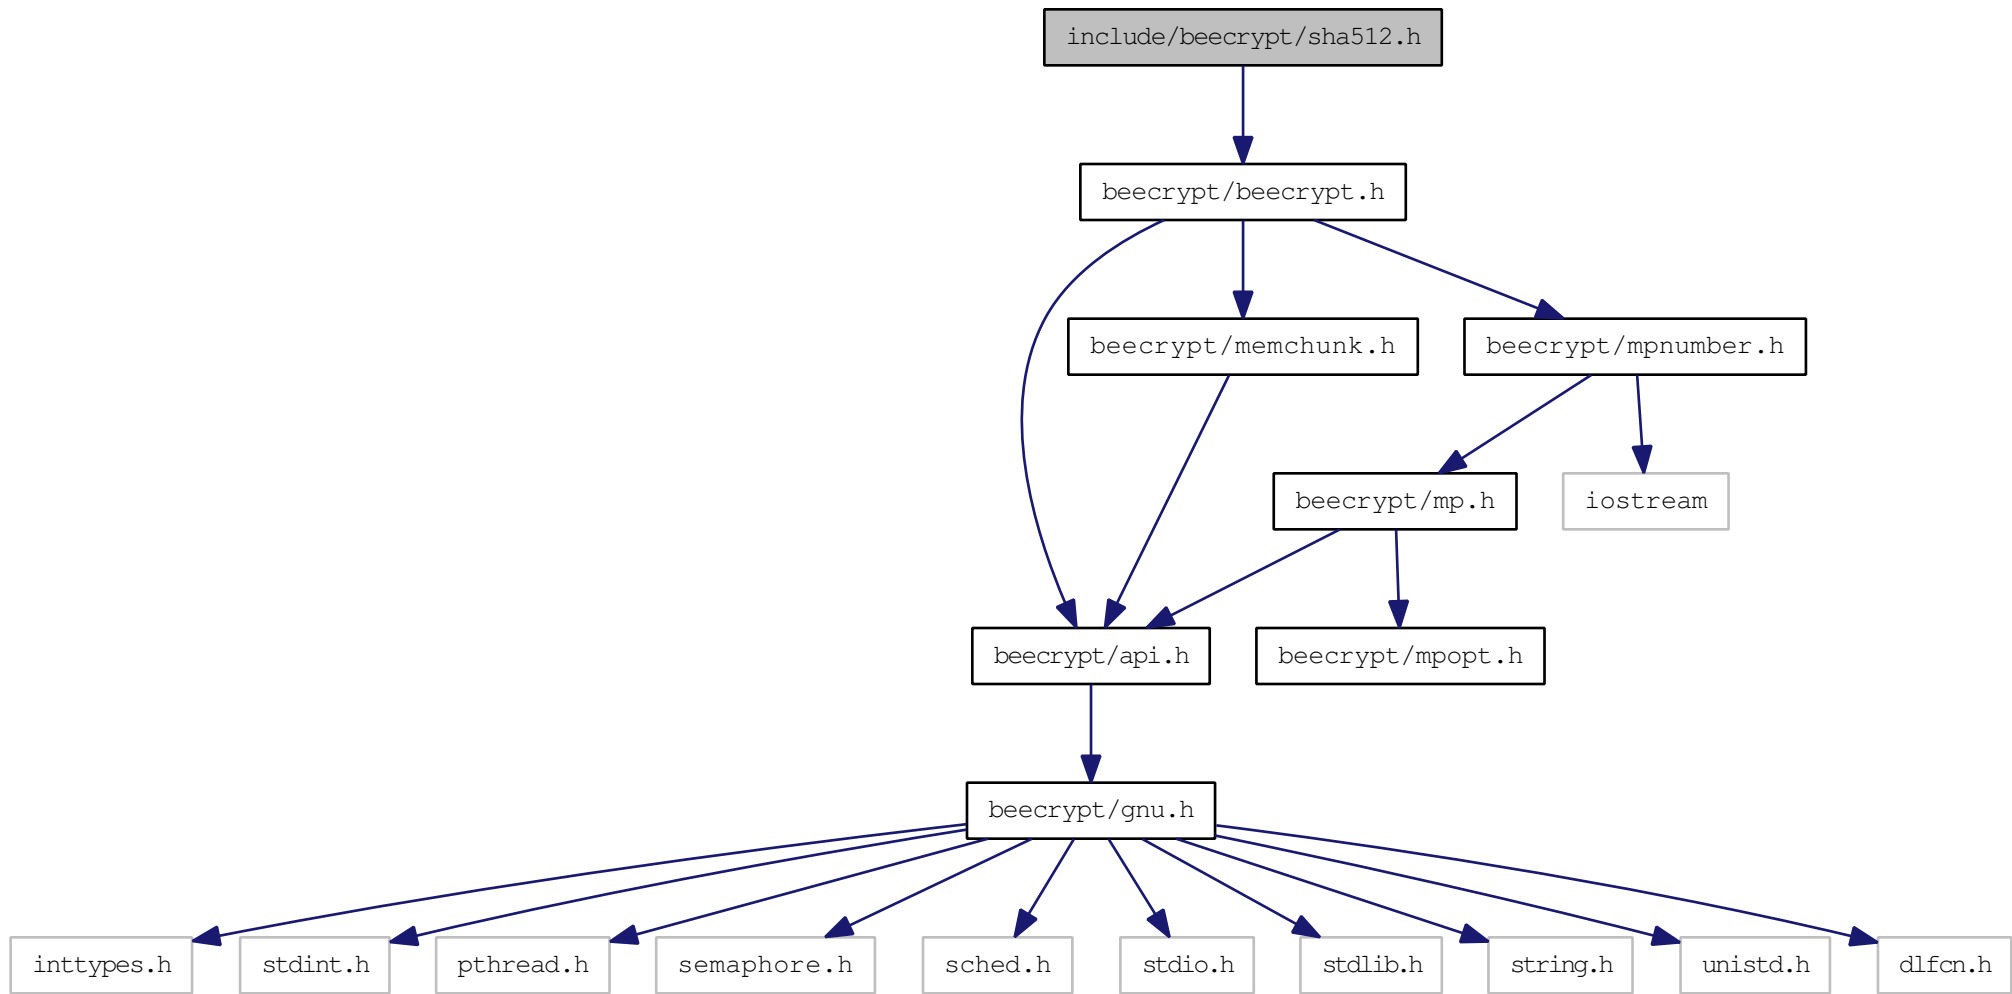 include/beecrypt/sha512.h
beecrypt/beecrypt.h
beecrypt/memchunk.h
beecrypt/mpnumber.h
beecrypt/mp.h
iostream
beecrypt/api.h
beecrypt/mpopt.h
beecrypt/gnu.h
inttypes.h
stdint.h
pthread.h
semaphore.h
sched.h
stdio.h
stdlib.h
string.h
unistd.h
dlfcn.h